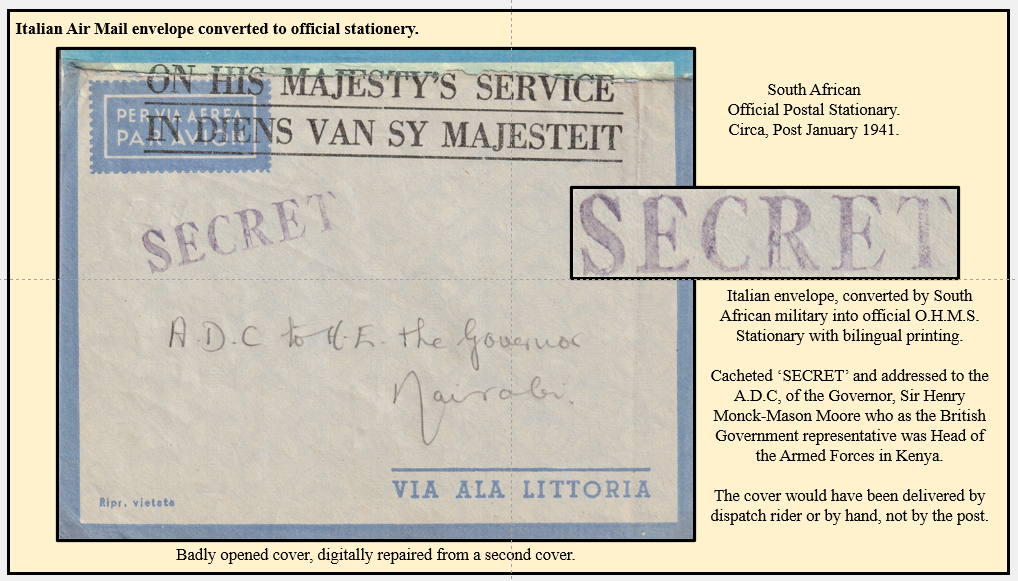 Italian Air Mail envelope converted to official stationery.
ON HIS MAJESTY'S SERVICE
IN DIENS VAN SY MAJESTEIT
PER VIA AEREA
PAR AVION
SECRET
A.D.C to H.E. the Governor
Nairobi.
Ripr. vietata
VIA ALA LITTORIA
Badly opened cover, digitally repaired from a second cover.
South African
Official Postal Stationary.
Circa, Post January 1941.
SECRET
Italian envelope, converted by South
African military into official O.H.M.S.
Stationary with bilingual printing.
Cacheted ‘SECRET’ and addressed to the
A.D.C, of the Governor, Sir Henry
Monck-Mason Moore who as the British
Government representative was Head of
the Armed Forces in Kenya.
The cover would have been delivered by
dispatch rider or by hand, not by the post.